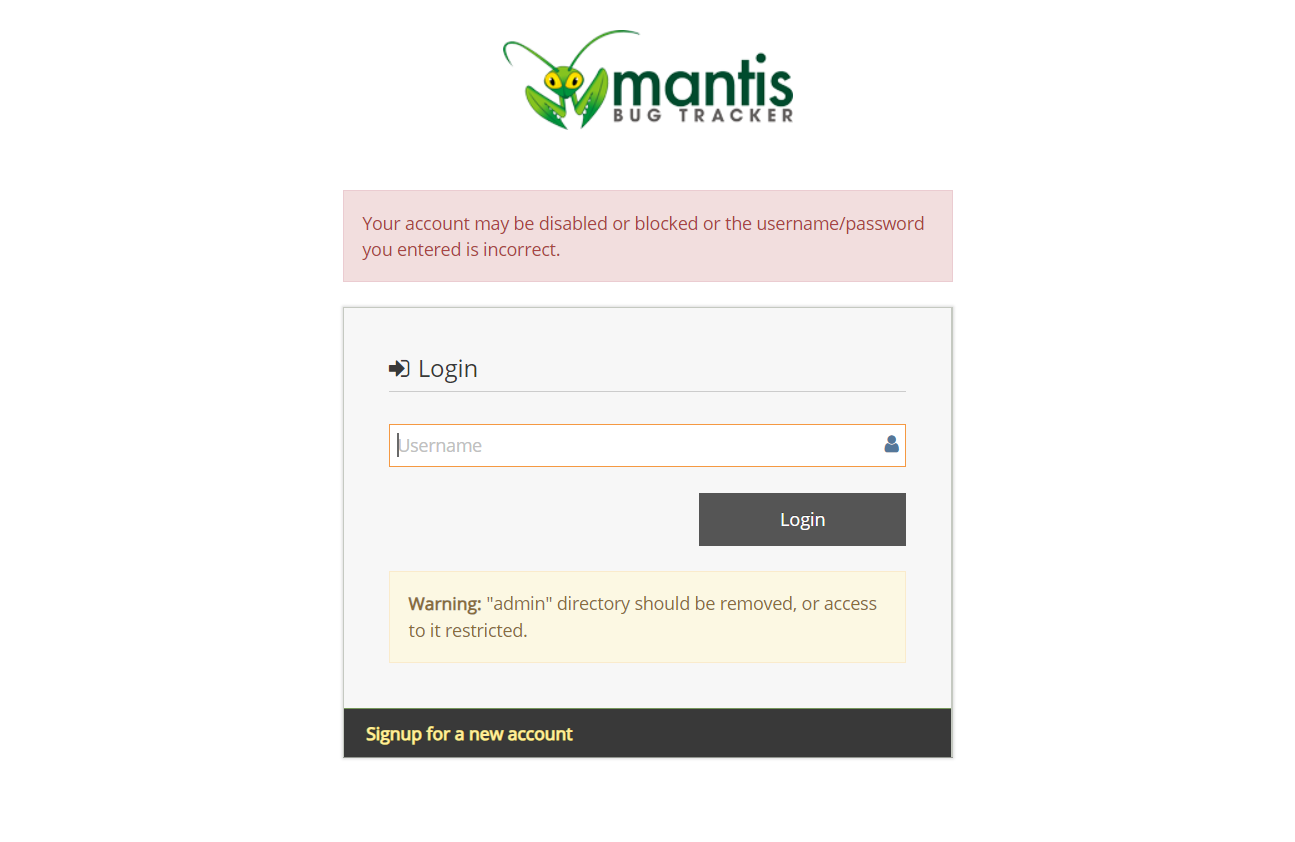 mantis
BUG TRACKER
Your account may be disabled or blocked or the username/password
you entered is incorrect.
Login
Username
Login
Warning: "admin" directory should be removed, or access
to it restricted.
Signup for a new account